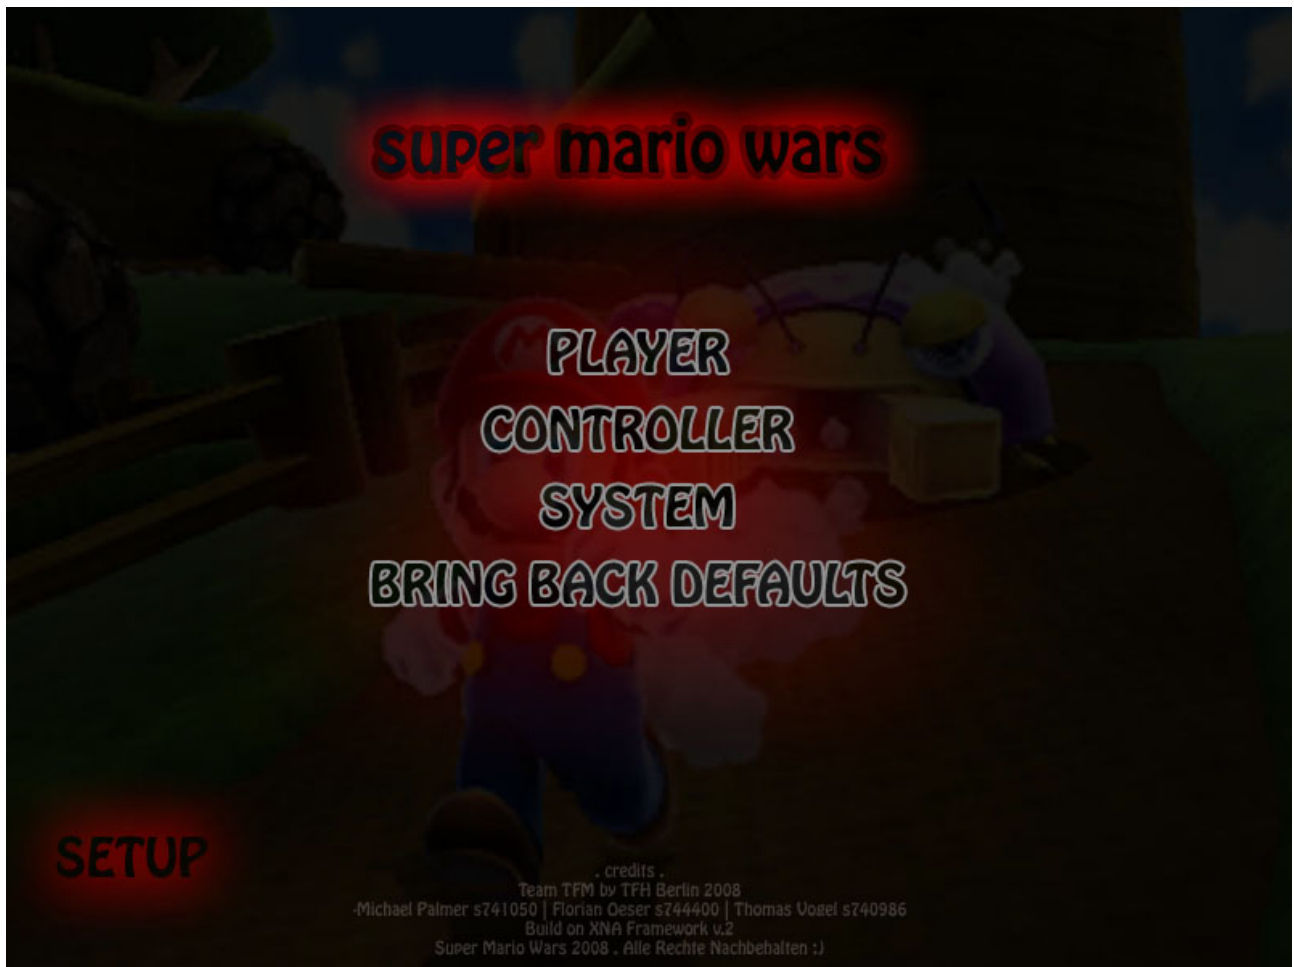 super mario wars
PLAYER
CONTROLLER
SYSTEM
BRING BACK DEFAULTS
SETUP
. credits .
Team TFM by TFH Berlin 2008
-Michael Palmer s741050 | Florian Oeser s744400 | Thomas Vogel s740986
Build on XNA Framework v.2
Super Mario Wars 2008 . Alle Rechte Nachbehalten :)